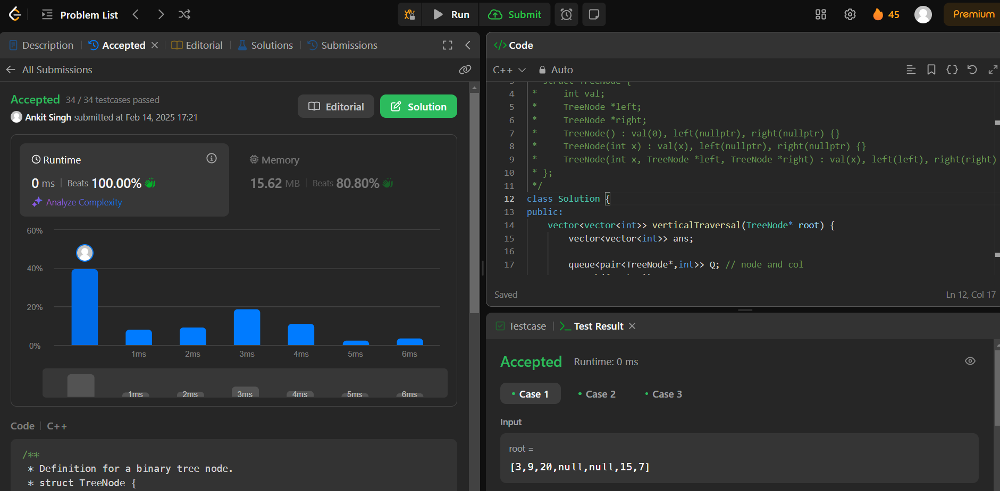 Problem List
Run
Submit
45
Premium
Description
Accepted
Editorial
Solutions
Submissions
All Submissions
Accepted 34 / 34 testcases passed
Ankit Singh submitted at Feb 14, 2025 17:21
Editorial
Solution
Runtime
0 ms | Beats 100.00%
Analyze Complexity
Memory
15.62 MB | Beats 80.80%
60%
40%
20%
0%
1ms 2ms 3ms 4ms 5ms 6ms
1ms 2ms 3ms 4ms 5ms 6ms
Code | C++
/**
* Definition for a binary tree node.
* struct TreeNode {
</> Code
C++ Auto
4 * int val;
5 * TreeNode *left;
6 * TreeNode *right;
7 * TreeNode() : val(0), left(nullptr), right(nullptr) {}
8 * TreeNode(int x) : val(x), left(nullptr), right(nullptr) {}
9 * TreeNode(int x, TreeNode *left, TreeNode *right) : val(x), left(left), right(right)
10 * };
11 */
12 class Solution {
13 public:
14 vector<vector<int>> verticalTraversal(TreeNode* root) {
15 vector<vector<int>> ans;
16
17 queue<pair<TreeNode*,int>> Q; // node and col
Saved
Ln 12, Col 17
Testcase
Test Result
Accepted Runtime: 0 ms
Case 1
Case 2
Case 3
Input
root =
[3,9,20,null,null,15,7]